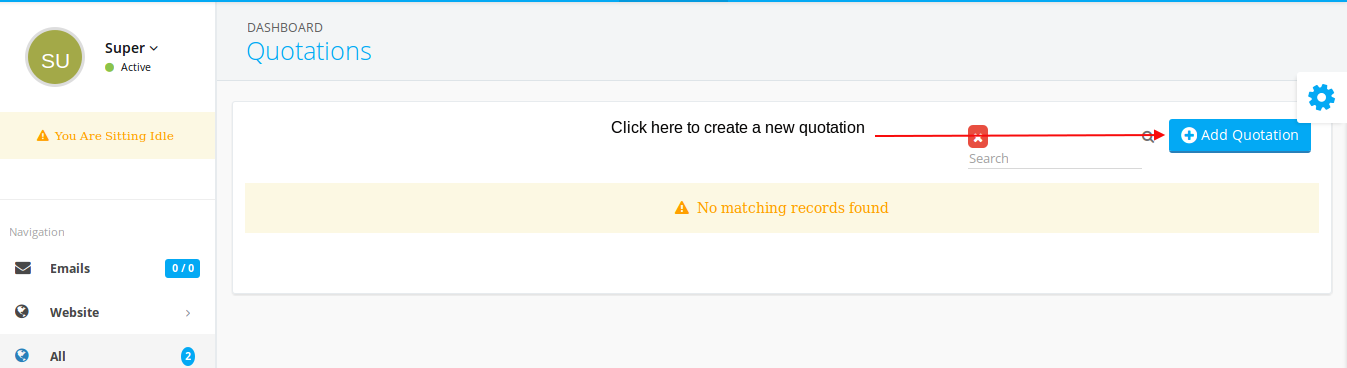 SU
Super
Active
You Are Sitting Idle
Navigation
Emails
0 / 0
Website
All
2
DASHBOARD
Quotations
Click here to create a new quotation
Search
Add Quotation
No matching records found